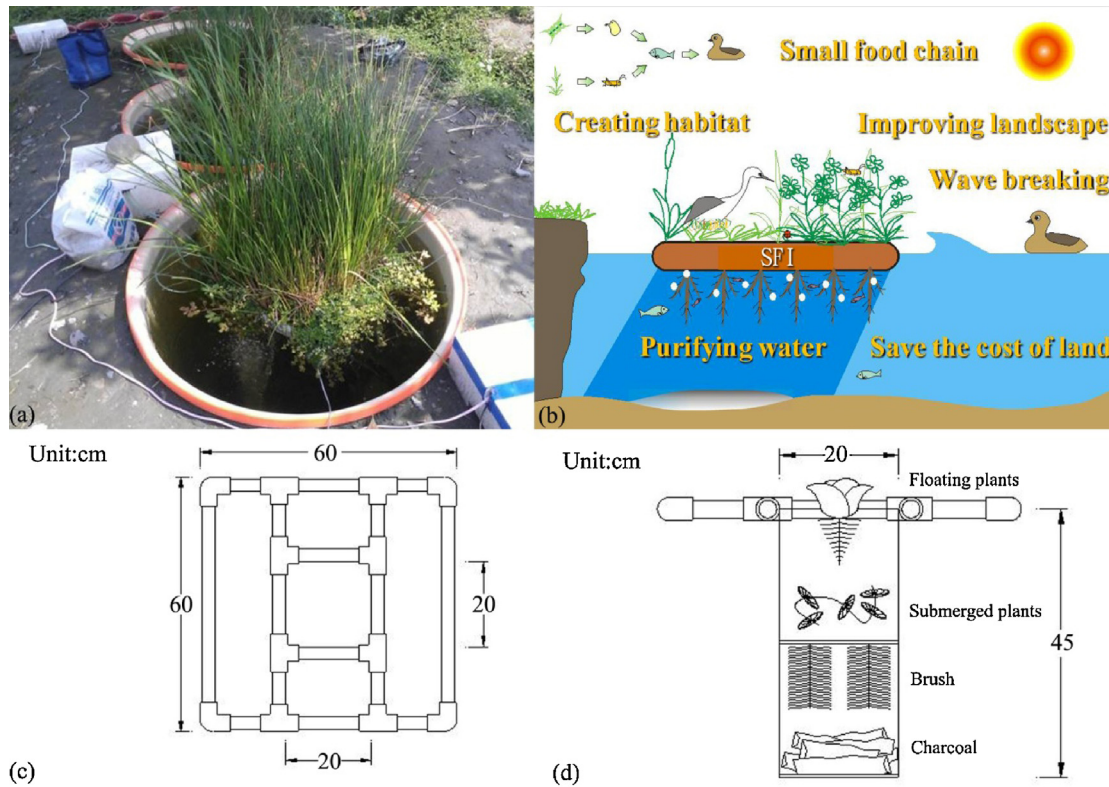 Small food chain
Creating habitat
Improving landscape
Wave breaking
SFI
Purifying water
Save the cost of land
(a)
(b)
Unit:cm
60
60
20
20
(c)
Unit:cm
20
Floating plants
Submerged plants
45
Brush
Charcoal
(d)